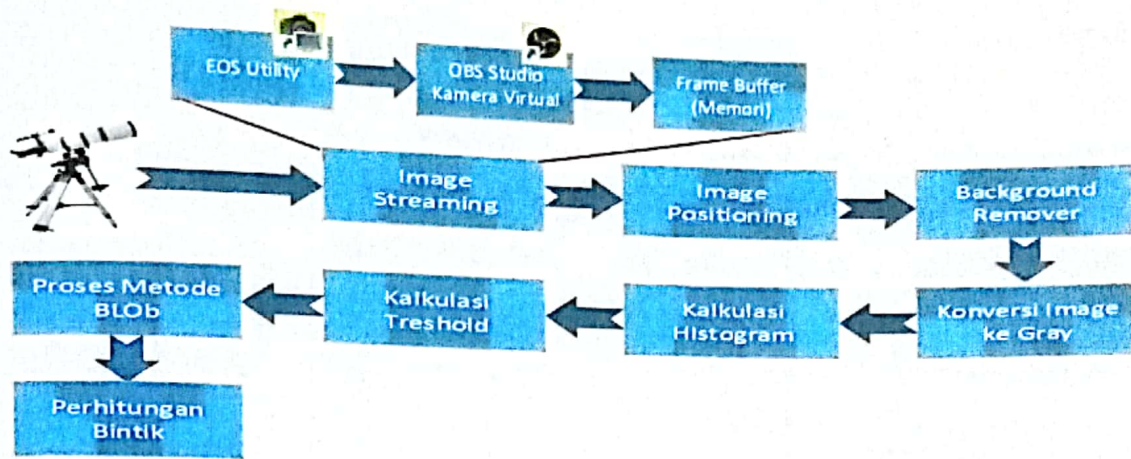 EOS Utility
OBS Studio
Kamera Virtual
Frame Buffer
(Memori)
Image
Streaming
Image
Positioning
Background
Remover
Konversi Image
ke Gray
Kalkulasi
Histogram
Kalkulasi
Treshold
Proses Metode
BLOb
Perhitungan
Bintik